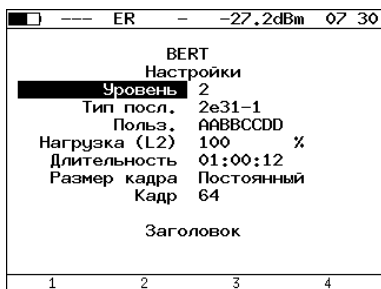 --- ER - -27.2dBm 07 30
BERT
Настройки
Уровень 2
Тип посл. 2e31-1
Польз. AABBCCDD
Нагрузка (L2) 100 %
Длительность 01:00:12
Размер кадра Постоянный
Кадр 64
Заголовок
1 2 3 4